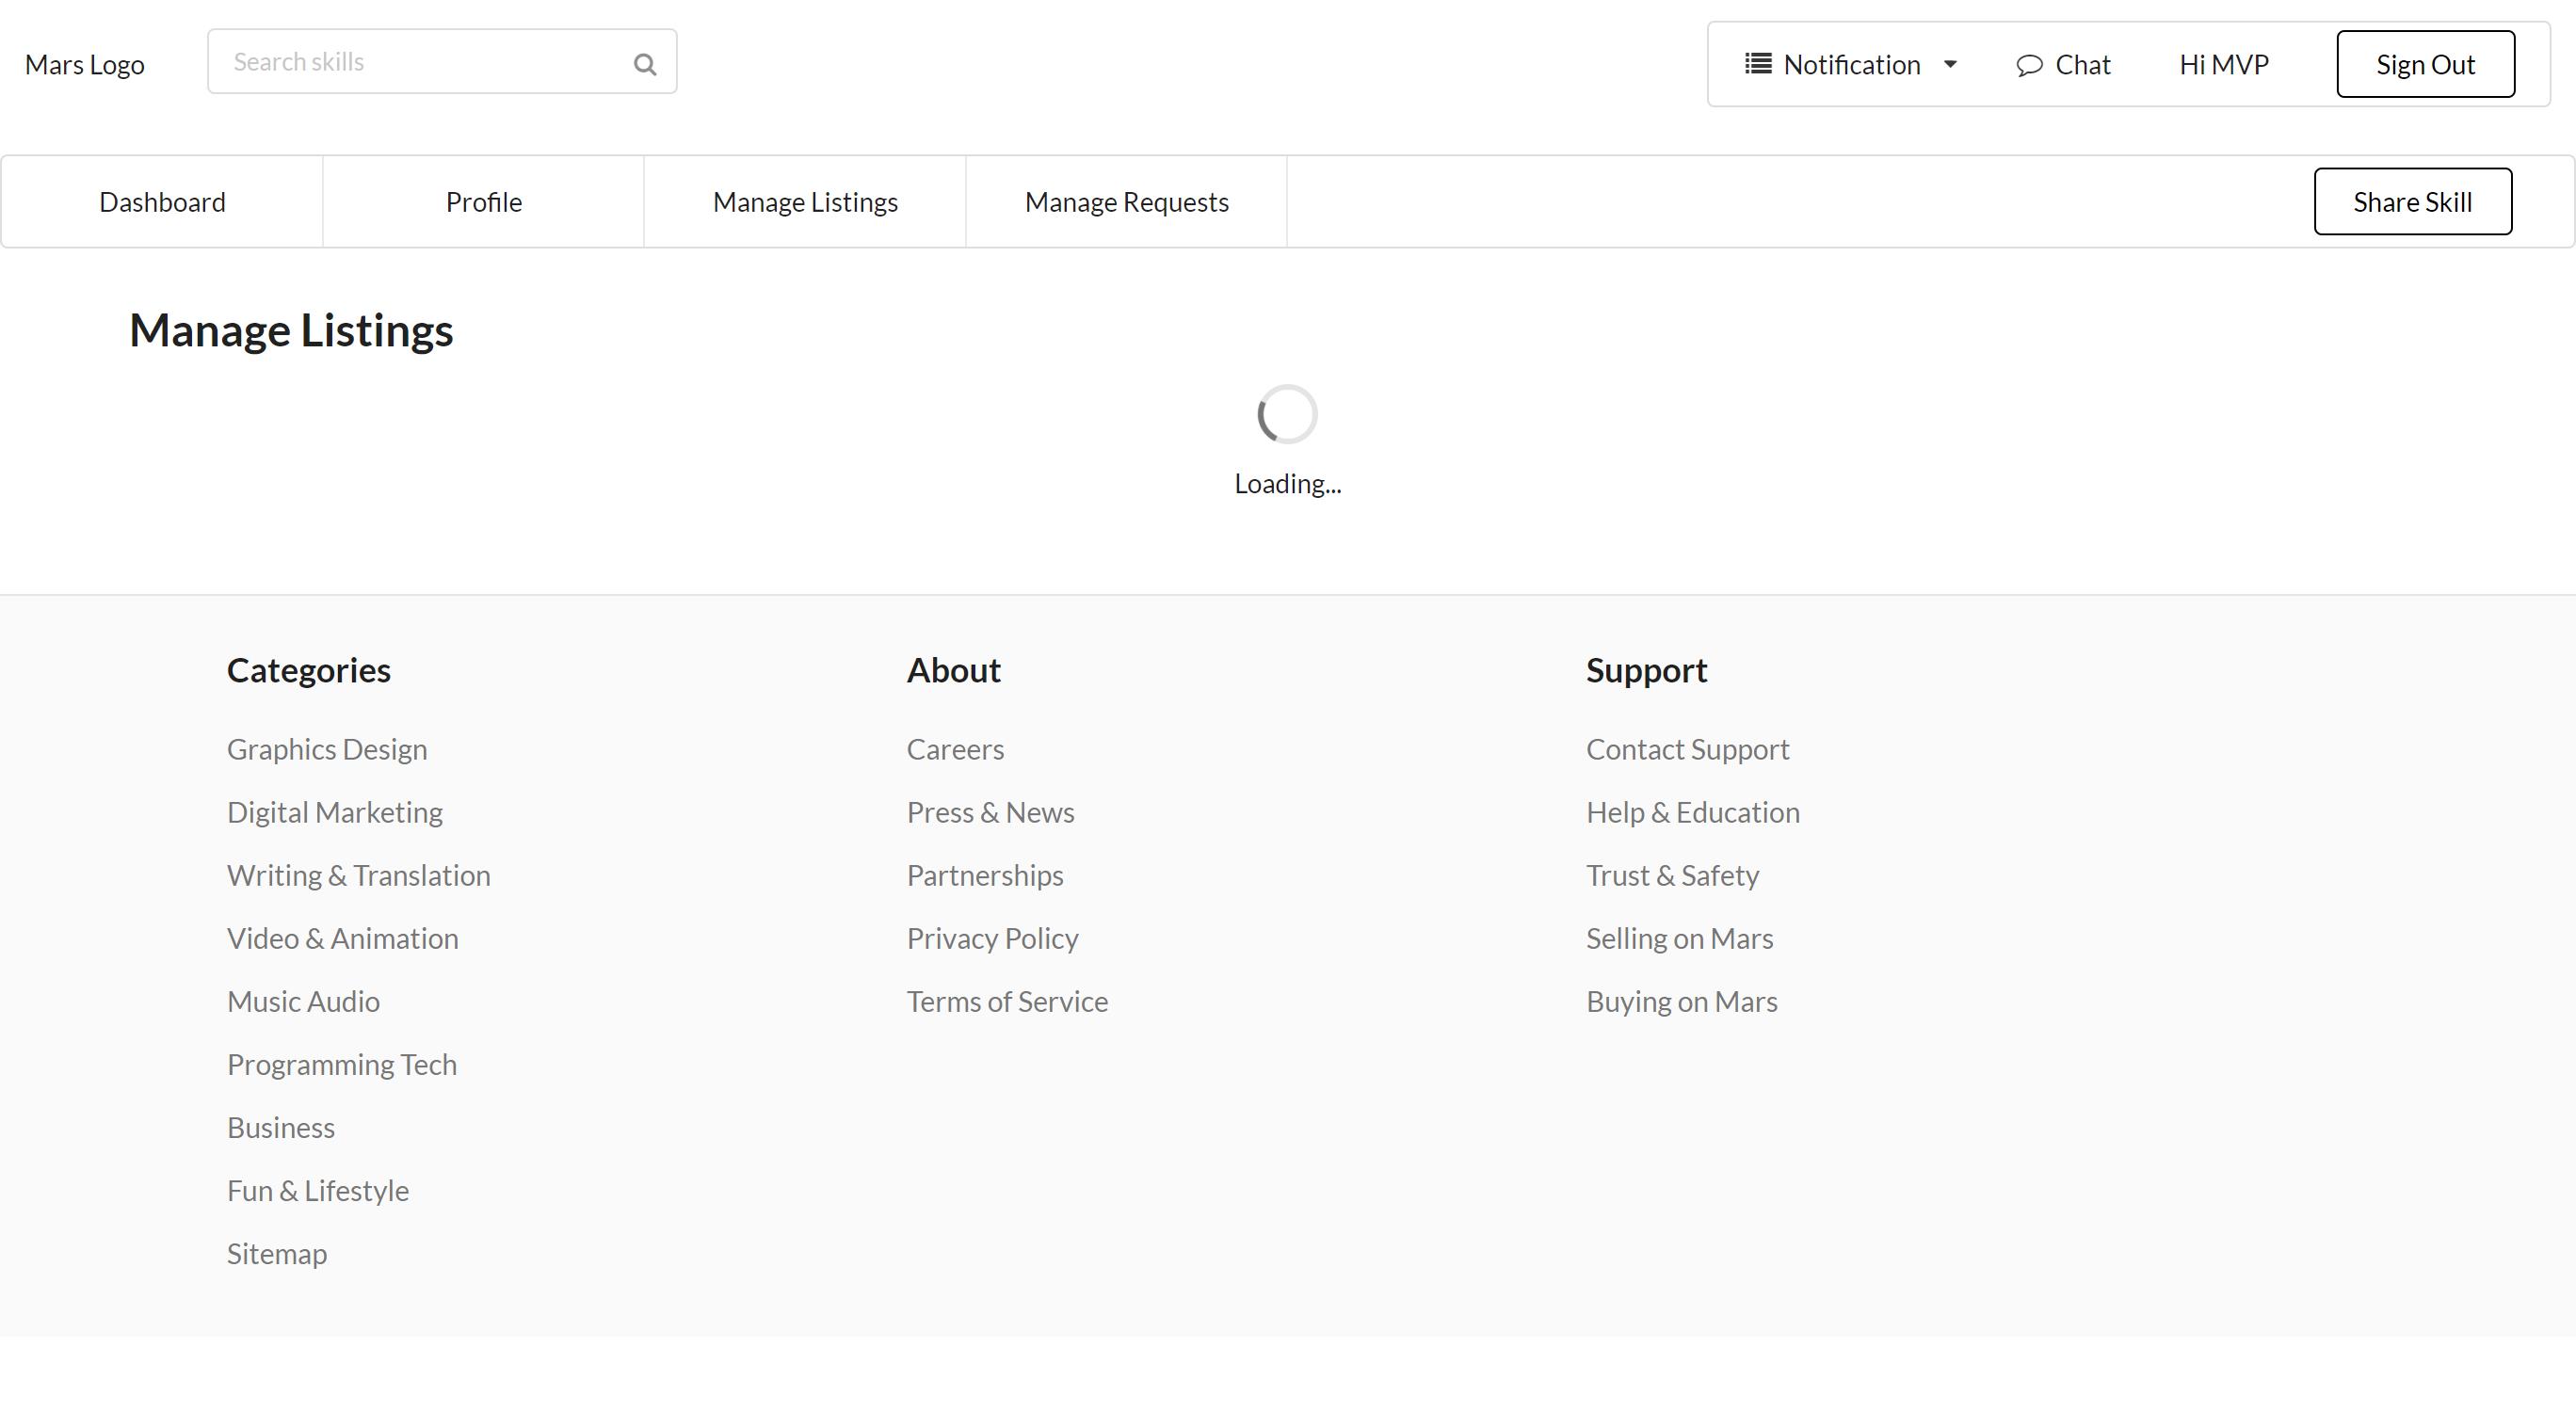 Mars Logo
Search skills
Notification
Chat
Hi MVP
Sign Out
Dashboard
Profile
Manage Listings
Manage Requests
Share Skill
Manage Listings
Loading...
Categories
Graphics Design
Digital Marketing
Writing & Translation
Video & Animation
Music Audio
Programming Tech
Business
Fun & Lifestyle
Sitemap
About
Careers
Press & News
Partnerships
Privacy Policy
Terms of Service
Support
Contact Support
Help & Education
Trust & Safety
Selling on Mars
Buying on Mars